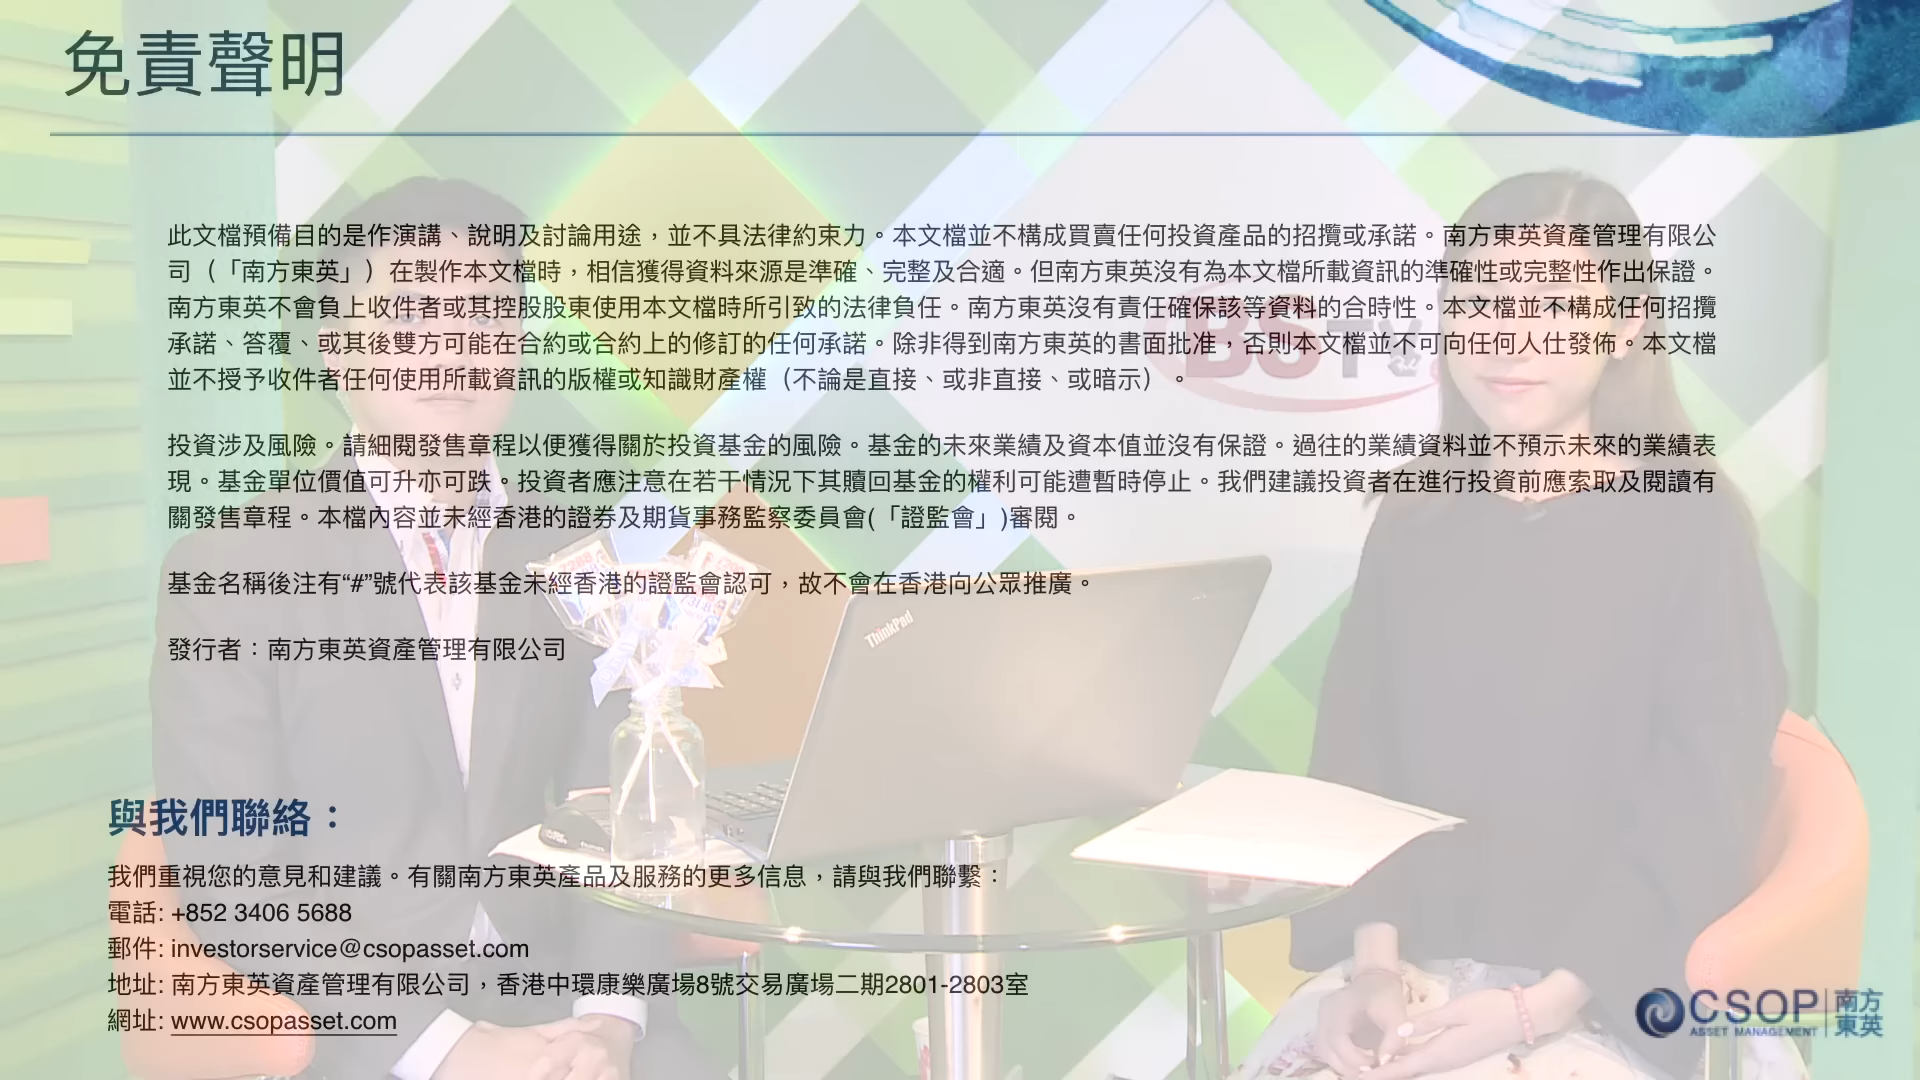 免責聲明
此文檔預備目的是作演講、說明及討論用途，並不具法律約束力。本文檔並不構成買賣任何投資產品的招攬或承諾。南方東英資產管理有限公
司（「南方東英」）在製作本文檔時，相信獲得資料來源是準確、完整及合適。但南方東英沒有為本文檔所載資訊的準確性或完整性作出保證。
南方東英不會負上收件者或其控股股東使用本文檔時所引致的法律負任。南方東英沒有責任確保該等資料的合時性。本文檔並不構成任何招攬
承諾、答覆、或其後雙方可能在合約或合約上的修訂的任何承諾。除非得到南方東英的書面批准，否則本文檔並不可向任何人仕發佈。本文檔
並不授予收件者任何使用所載資訊的版權或知識財產權（不論是直接、或非直接、或暗示）。
BSTV
投資涉及風險。請細閱發售章程以便獲得關於投資基金的風險。基金的未來業績及資本值並沒有保證。過往的業績資料並不預示未來的業績表
現。基金單位價值可升亦可跌。投資者應注意在若干情況下其贖回基金的權利可能遭暫時停止。我們建議投資者在進行投資前應索取及閱讀有
關發售章程。本檔內容並未經香港的證券及期貨事務監察委員會(「證監會」)審閱。
基金名稱後注有“#”號代表該基金未經香港的證監會認可，故不會在香港向公眾推廣。
ThinkPad
發行者：南方東英資產管理有限公司
與我們聯絡：
我們重視您的意見和建議。有關南方東英產品及服務的更多信息，請與我們聯繫：
電話: +852 3406 5688
郵件: investorservice@csopasset.com
地址: 南方東英資產管理有限公司，香港中環康樂廣場8號交易廣場二期2801-2803室
網址: www.csopasset.com
CSOP
ASSET MANAGEMENT
南方
東英